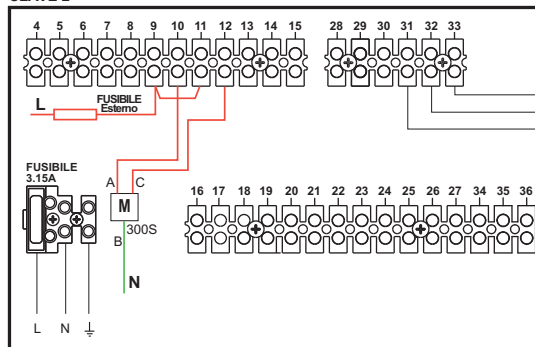 4 5 6 7 8 9 10 11 12 13 14 15 28 29 30 31 32 33
L
FUSIBILE
Esterno
FUSIBILE
3.15A
A C
M
300S
B
N
16 17 18 19 20 21 22 23 24 25 26 27 34 35 36
L N